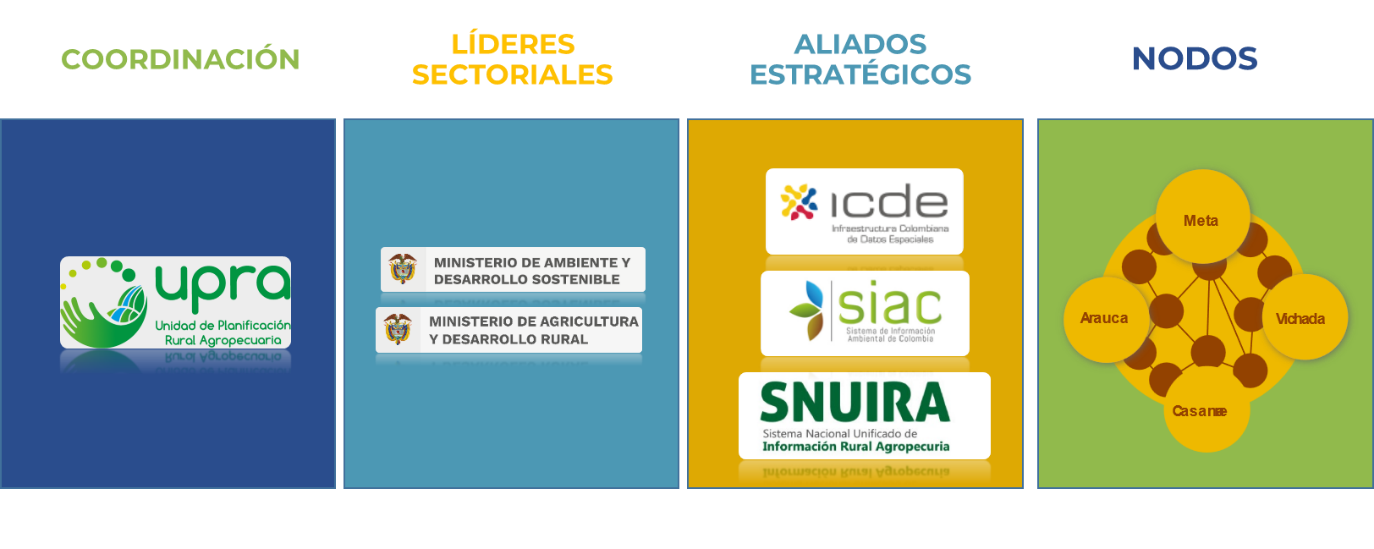 COORDINACIÓN
LÍDERES
SECTORIALES
ALIADOS
ESTRATÉGICOS
NODOS
upra
Unidad de Planificación
Rural Agropecuaria
MINISTERIO DE AMBIENTE Y
DESARROLLO SOSTENIBLE
MINISTERIO DE AGRICULTURA
Y DESARROLLO RURAL
icde
Infraestructura Colombiana
de Datos Espaciales
siac
Sistema de Información
Ambiental de Colombia
SNUIRA
Sistema Nacional Unificado de
Información Rural Agropecuria
Meta
Arauca
Vichada